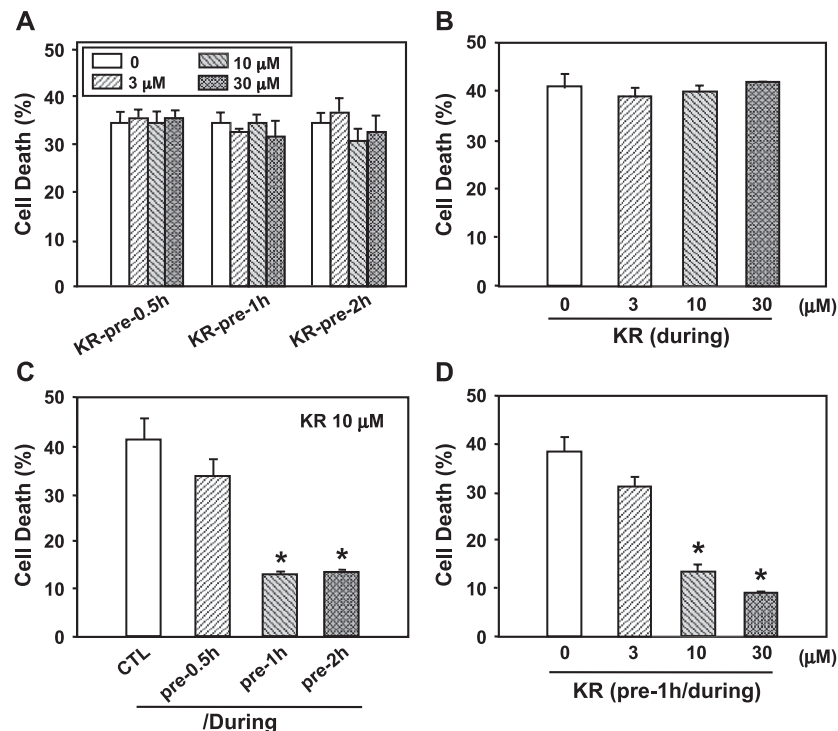 A
0
10 μM
3 μM
30 μM
50
40
30
20
10
0
Cell Death (%)
KR-pre-0.5h
KR-pre-1h
KR-pre-2h
B
50
40
30
20
10
0
Cell Death (%)
0 3 10 30 (μM)
KR (during)
C
KR 10 μM
50
40
30
20
10
0
Cell Death (%)
* *
CTL
pre-0.5h
pre-1h
pre-2h
/During
D
50
40
30
20
10
0
Cell Death (%)
*
*
0 3 10 30 (μM)
KR (pre-1h/during)